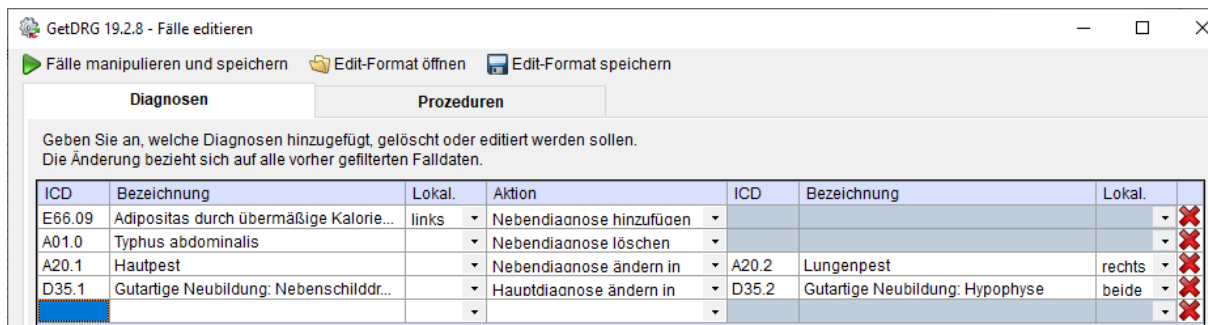 GetDRG 19.2.8 - Fälle editieren
Fälle manipulieren und speichern Edit-Format öffnen Edit-Format speichern
Diagnosen Prozeduren
Geben Sie an, welche Diagnosen hinzugefügt, gelöscht oder editiert werden sollen.
Die Änderung bezieht sich auf alle vorher gefilterten Falldaten.
ICD Bezeichnung Lokal. Aktion ICD Bezeichnung Lokal.
E66.09 Adipositas durch übermäßige Kalorie... links Nebendiagnose hinzufügen
A01.0 Typhus abdominalis Nebendiagnose löschen
A20.1 Hautpest Nebendiagnose ändern in A20.2 Lungenpest rechts
D35.1 Gutartige Neubildung: Nebenschilddr... Hauptdiagnose ändern in D35.2 Gutartige Neubildung: Hypophyse beide